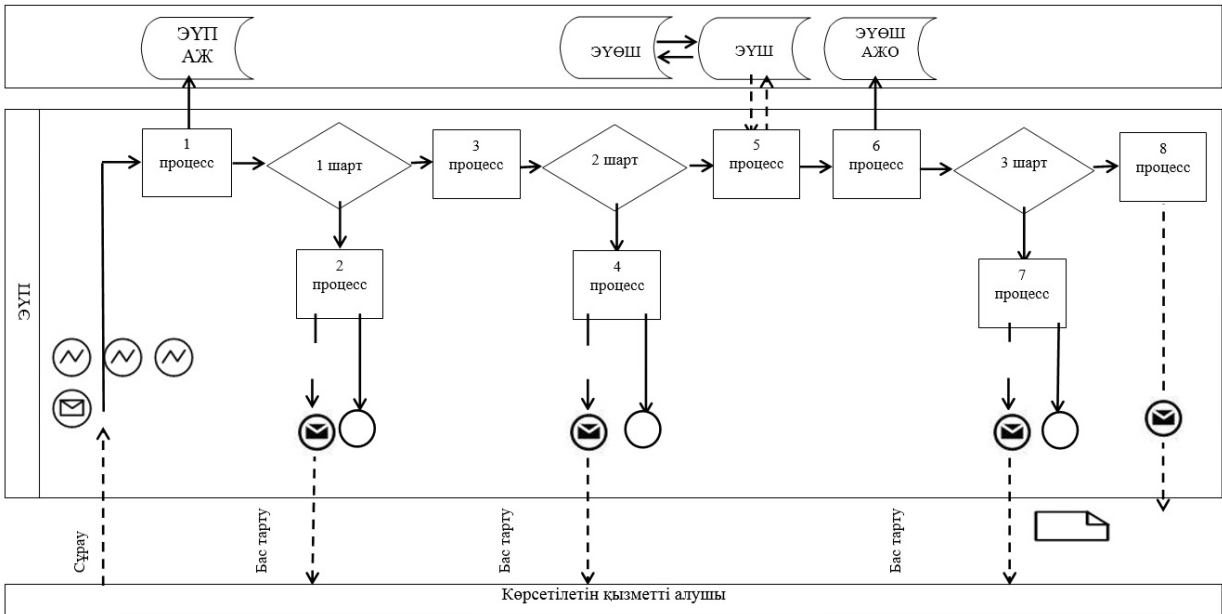 ЭҮП
АЖ
ЭҮӨШ
ЭҮШ
ЭҮӨШ
АЖО
ЭҮП
1
процесс
1 шарт
3
процесс
2 шарт
5
процесс
6
процесс
3 шарт
8
процесс
2
процесс
4
процесс
7
процесс
Сұрау
Бас тарту
Бас тарту
Бас тарту
Көрсетілетін қызметті алушы